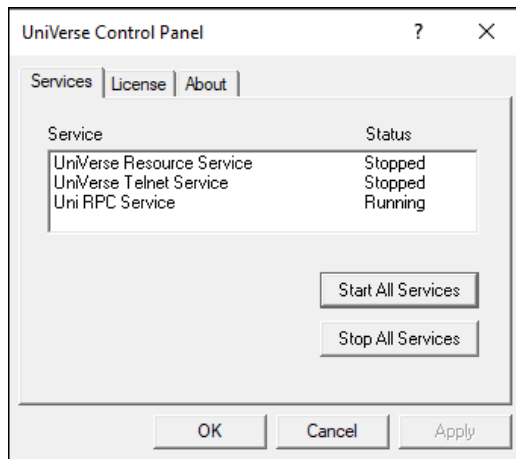 UniVerse Control Panel ?
Services License About
Service Status
UniVerse Resource Service Stopped
UniVerse Telnet Service Stopped
Uni RPC Service Running
Start All Services
Stop All Services
OK Cancel Apply